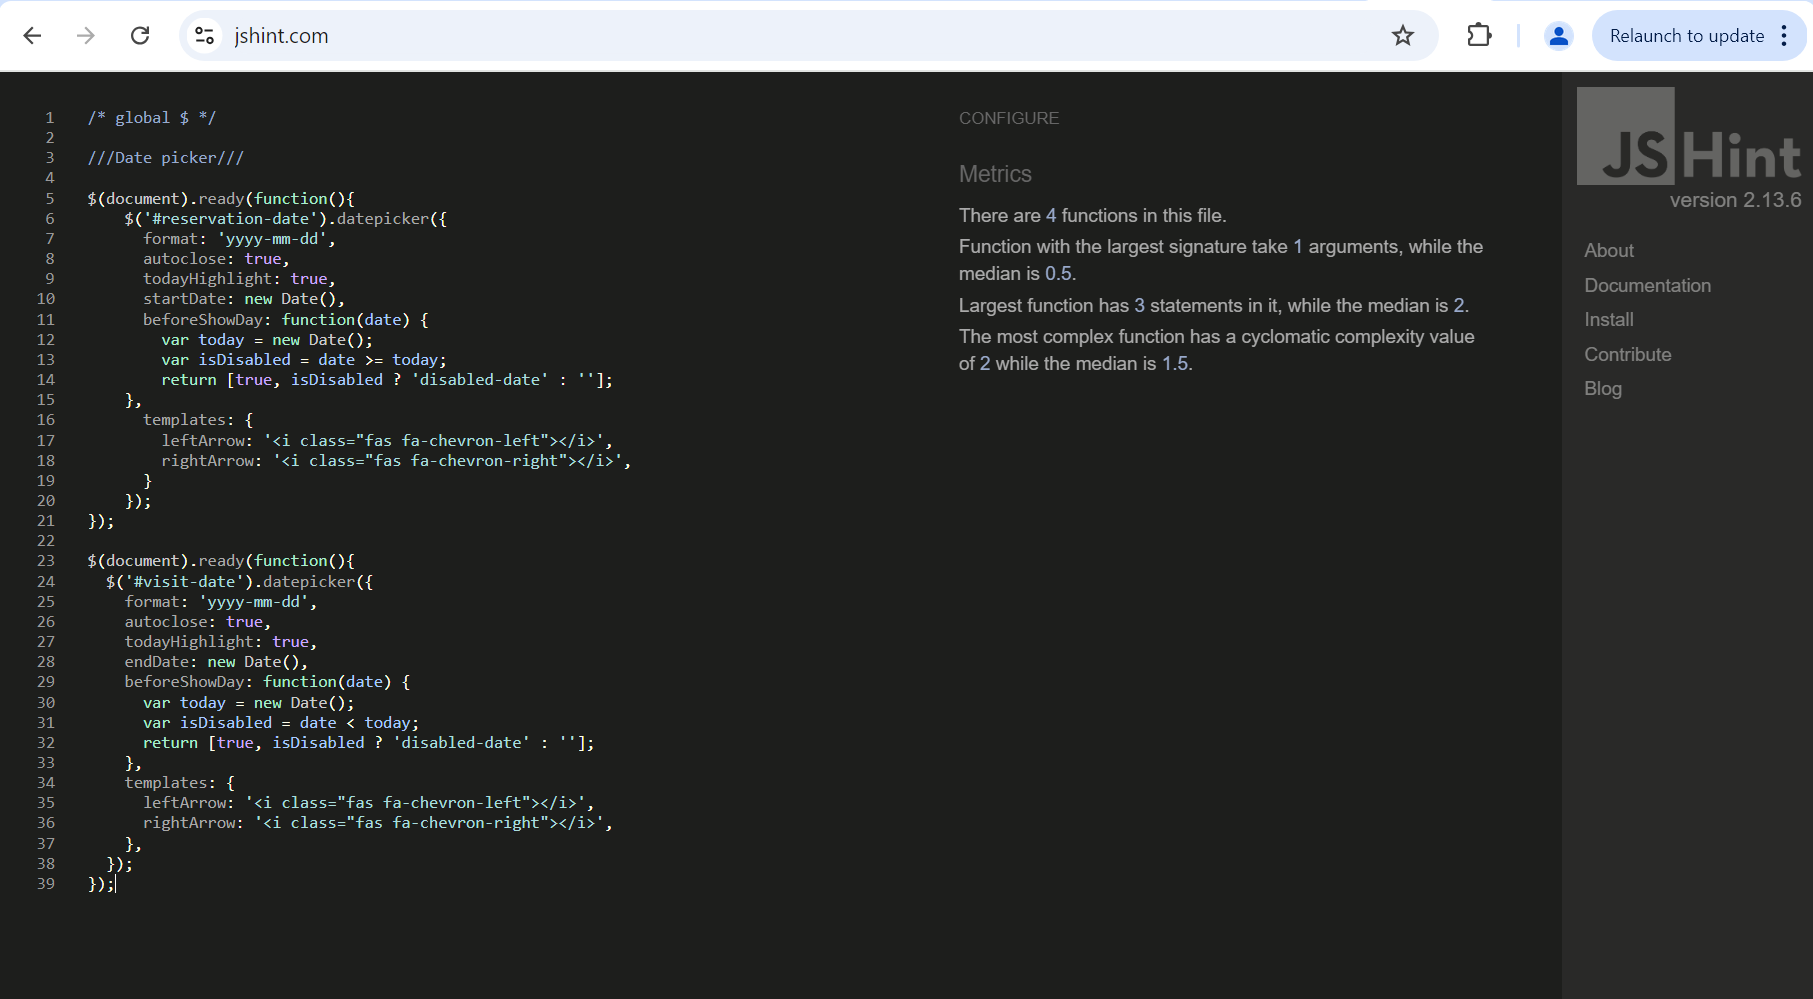 jshint.com
Relaunch to update
1 /* global $ */
2
3 ///Date picker///
4
5 $(document).ready(function(){
6     $('#reservation-date').datepicker({
7       format: 'yyyy-mm-dd',
8       autoclose: true,
9       todayHighlight: true,
10       startDate: new Date(),
11       beforeShowDay: function(date) {
12         var today = new Date();
13         var isDisabled = date >= today;
14         return [true, isDisabled ? 'disabled-date' : ''];
15     },
16       templates: {
17         leftArrow: '<i class="fas fa-chevron-left"></i>',
18         rightArrow: '<i class="fas fa-chevron-right"></i>',
19       }
20     });
21 });
22
23 $(document).ready(function(){
24   $('#visit-date').datepicker({
25     format: 'yyyy-mm-dd',
26     autoclose: true,
27     todayHighlight: true,
28     endDate: new Date(),
29     beforeShowDay: function(date) {
30       var today = new Date();
31       var isDisabled = date < today;
32       return [true, isDisabled ? 'disabled-date' : ''];
33     },
34     templates: {
35       leftArrow: '<i class="fas fa-chevron-left"></i>',
36       rightArrow: '<i class="fas fa-chevron-right"></i>',
37     },
38   });
39 });
CONFIGURE
Metrics
There are 4 functions in this file.
Function with the largest signature take 1 arguments, while the
median is 0.5.
Largest function has 3 statements in it, while the median is 2.
The most complex function has a cyclomatic complexity value
of 2 while the median is 1.5.
JSHint
version 2.13.6
About
Documentation
Install
Contribute
Blog